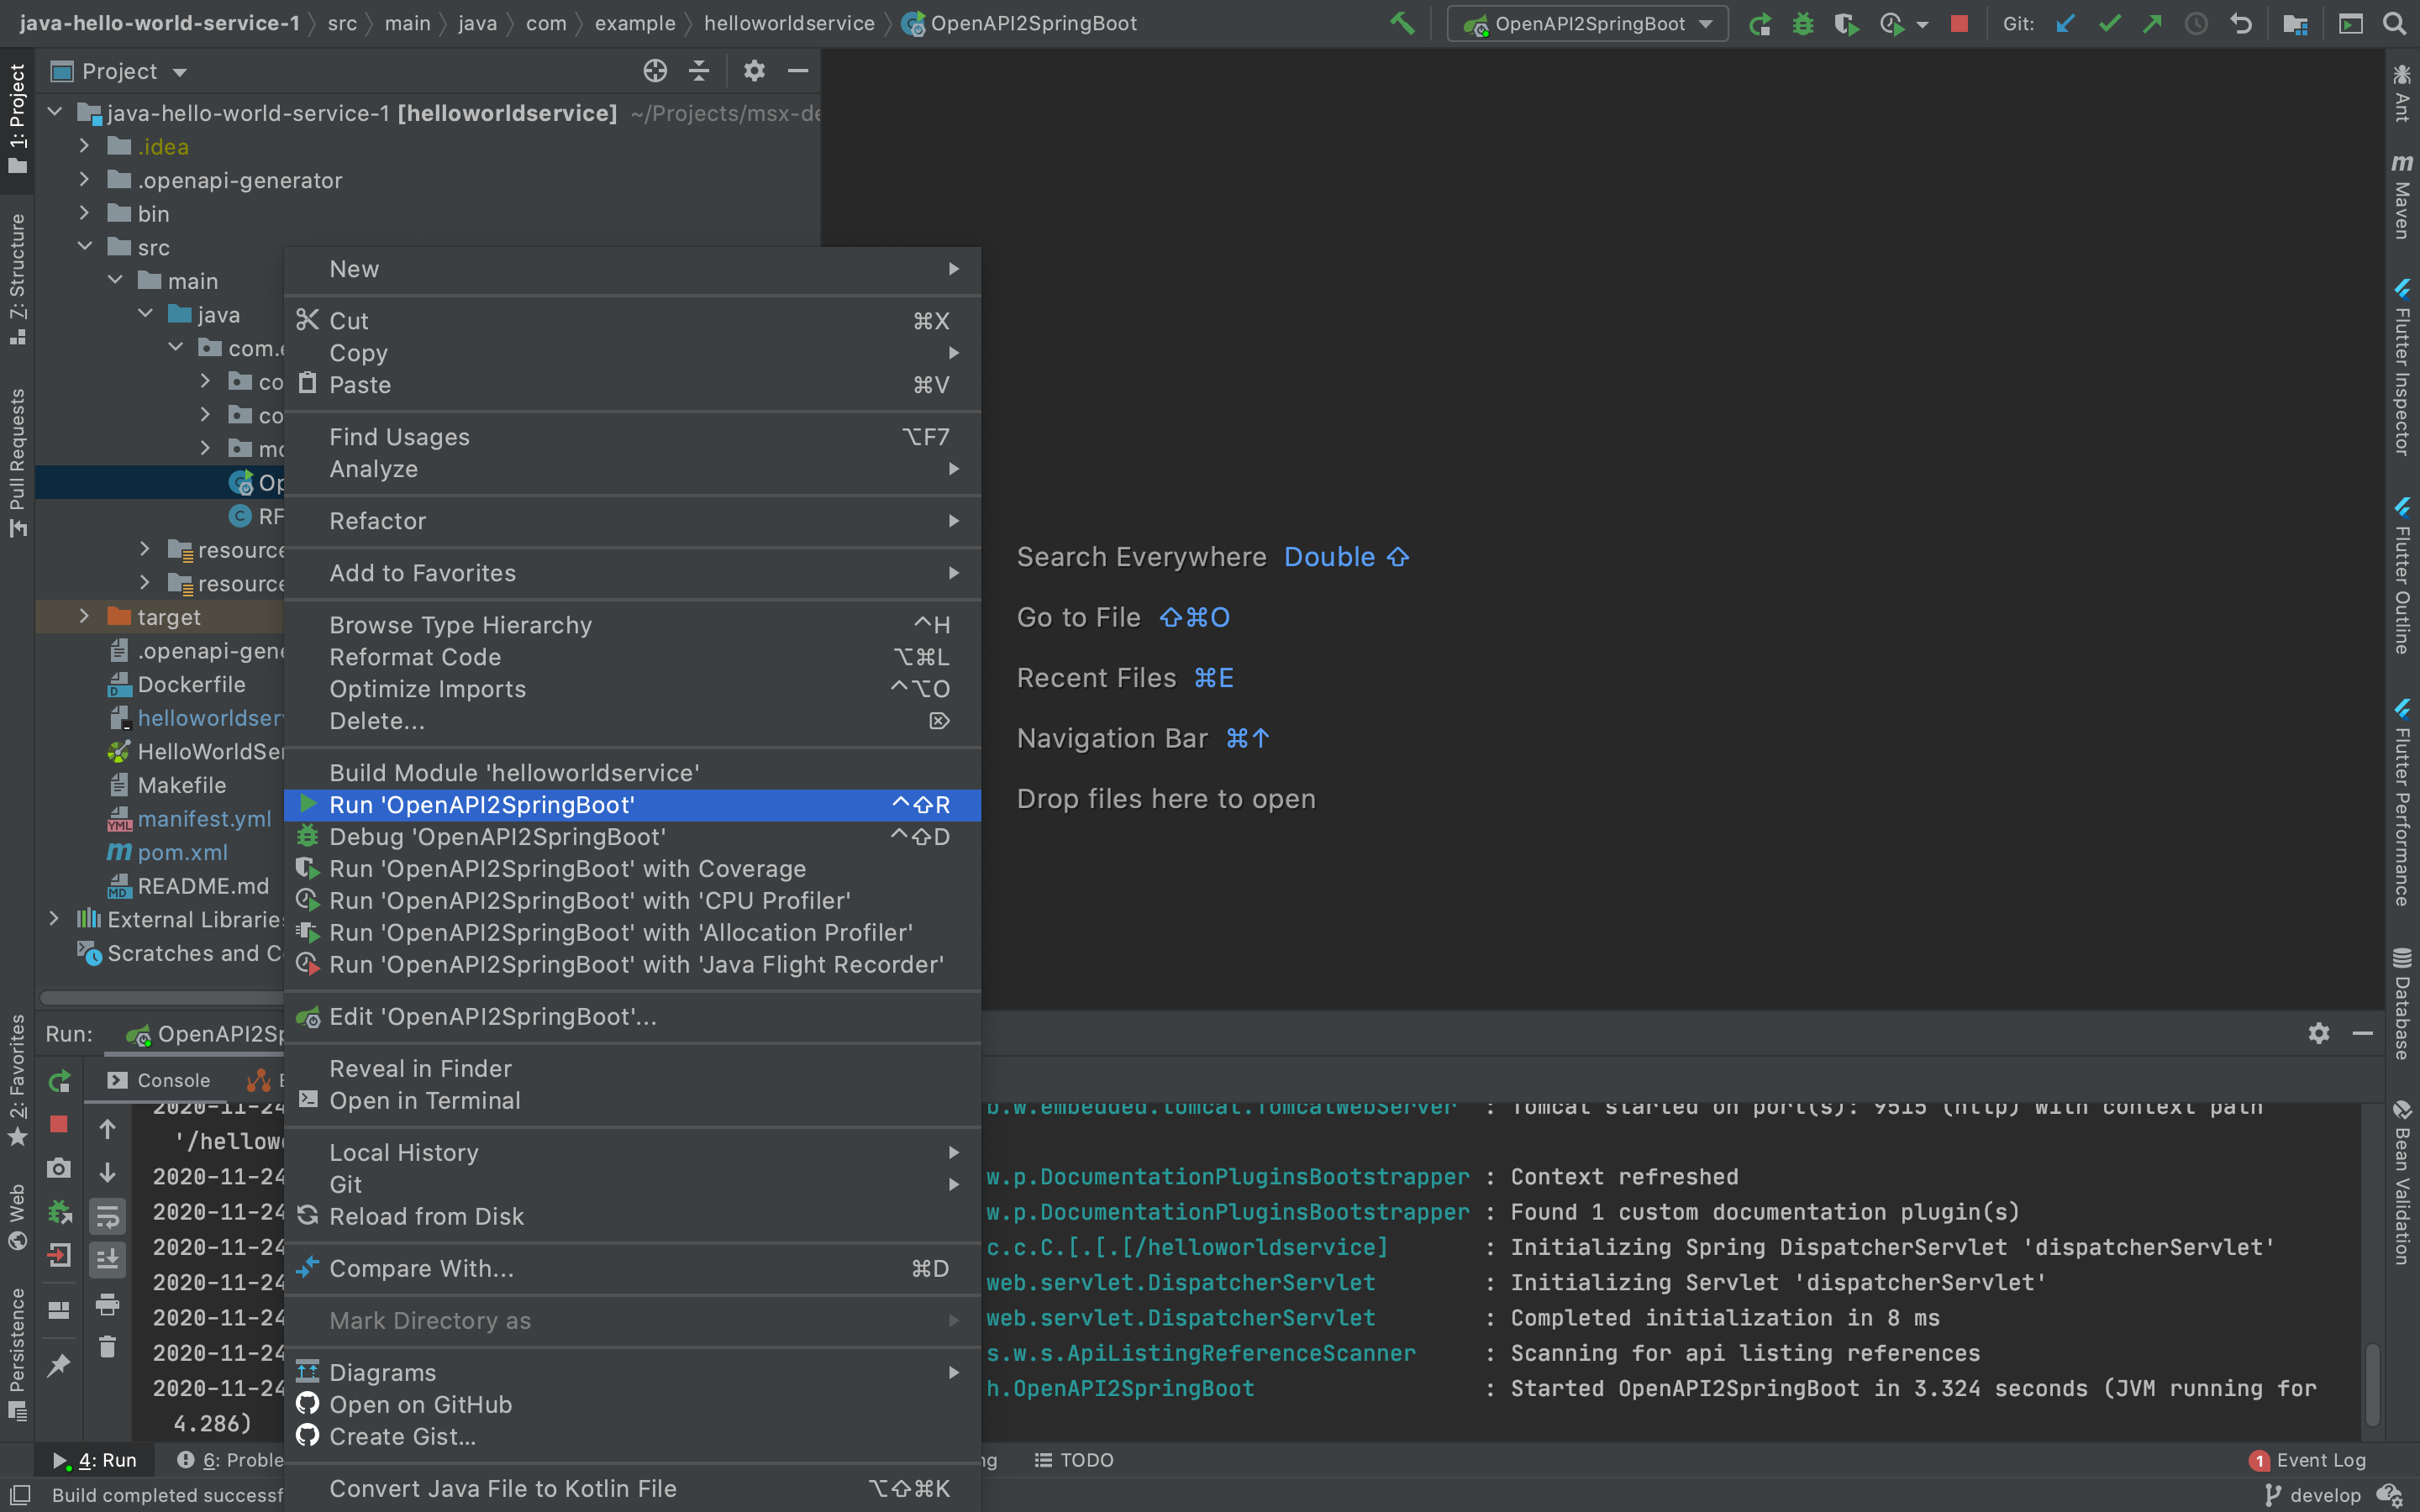 java-hello-world-service-1 〉 src 〉 main 〉 java 〉 com 〉 example 〉 helloworldservice 〉 OpenAPI2SpringBoot
OpenAPI2SpringBoot
Git:
1: Project
Z: Structure
Pull Requests
2: Favorites
Web
Persistence
Project
java-hello-world-service-1 [helloworldservice] ~/Projects/msx-de
.idea
.openapi-generator
bin
src
main
java
com.e
co
co
mo
Op
RF
resource
resource
target
.openapi-gene
Dockerfile
helloworldserv
HelloWorldSer
Makefile
manifest.yml
pom.xml
README.md
External Libraries
Scratches and Co
New
Cut ⌘X
Copy
Paste ⌘V
Find Usages ⌥F7
Analyze
Refactor
Add to Favorites
Browse Type Hierarchy ^H
Reformat Code ⌥⌘L
Optimize Imports ^⌥O
Delete... ⌦
Build Module 'helloworldservice'
Run 'OpenAPI2SpringBoot' ^⇧R
Debug 'OpenAPI2SpringBoot' ^⇧D
Run 'OpenAPI2SpringBoot' with Coverage
Run 'OpenAPI2SpringBoot' with 'CPU Profiler'
Run 'OpenAPI2SpringBoot' with 'Allocation Profiler'
Run 'OpenAPI2SpringBoot' with 'Java Flight Recorder'
Edit 'OpenAPI2SpringBoot'...
Reveal in Finder
Open in Terminal
Local History
Git
Reload from Disk
Compare With... ⌘D
Mark Directory as
Diagrams
Open on GitHub
Create Gist...
Convert Java File to Kotlin File ⌥⇧⌘K
Search Everywhere Double ⇧
Go to File ⇧⌘O
Recent Files ⌘E
Navigation Bar ⌘↑
Drop files here to open
Ant
m Maven
Flutter Inspector
Flutter Outline
Flutter Performance
Database
Bean Validation
Run: OpenAPI2Sp
Console
2020-11-24 b.w.embedded.tomcat.TomcatWebServer : Tomcat started on port(s): 9515 (http) with context path
'/hellow
2020-11-24 w.p.DocumentationPluginsBootstrapper : Context refreshed
2020-11-24 w.p.DocumentationPluginsBootstrapper : Found 1 custom documentation plugin(s)
2020-11-24 c.c.C.[.[.[/helloworldservice] : Initializing Spring DispatcherServlet 'dispatcherServlet'
2020-11-24 web.servlet.DispatcherServlet : Initializing Servlet 'dispatcherServlet'
2020-11-24 web.servlet.DispatcherServlet : Completed initialization in 8 ms
2020-11-24 s.w.s.ApiListingReferenceScanner : Scanning for api listing references
2020-11-24 h.OpenAPI2SpringBoot : Started OpenAPI2SpringBoot in 3.324 seconds (JVM running for
4.286)
4: Run
6: Proble
ng
TODO
1 Event Log
Build completed successf
develop